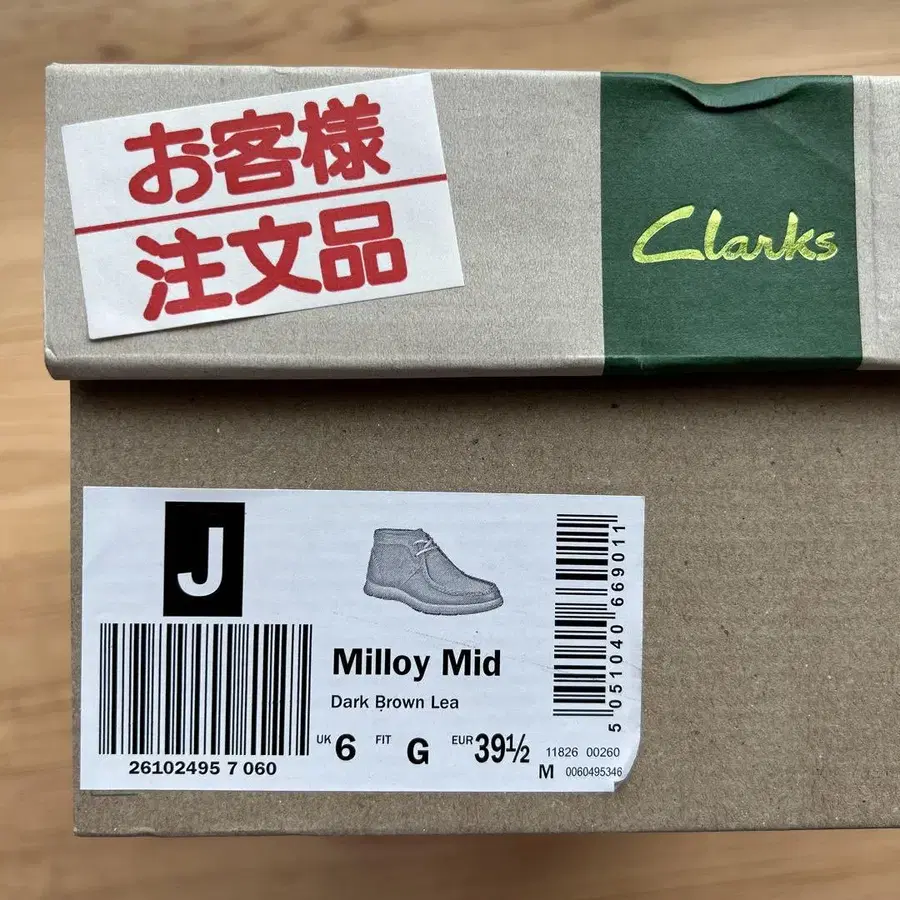 お客様
注文品
Clarks
J
Milloy Mid
Dark Brown Lea
26102495 7 060
UK 6 FIT G EUR 39½
11826 00260
M 0060495346
5 051040 669011